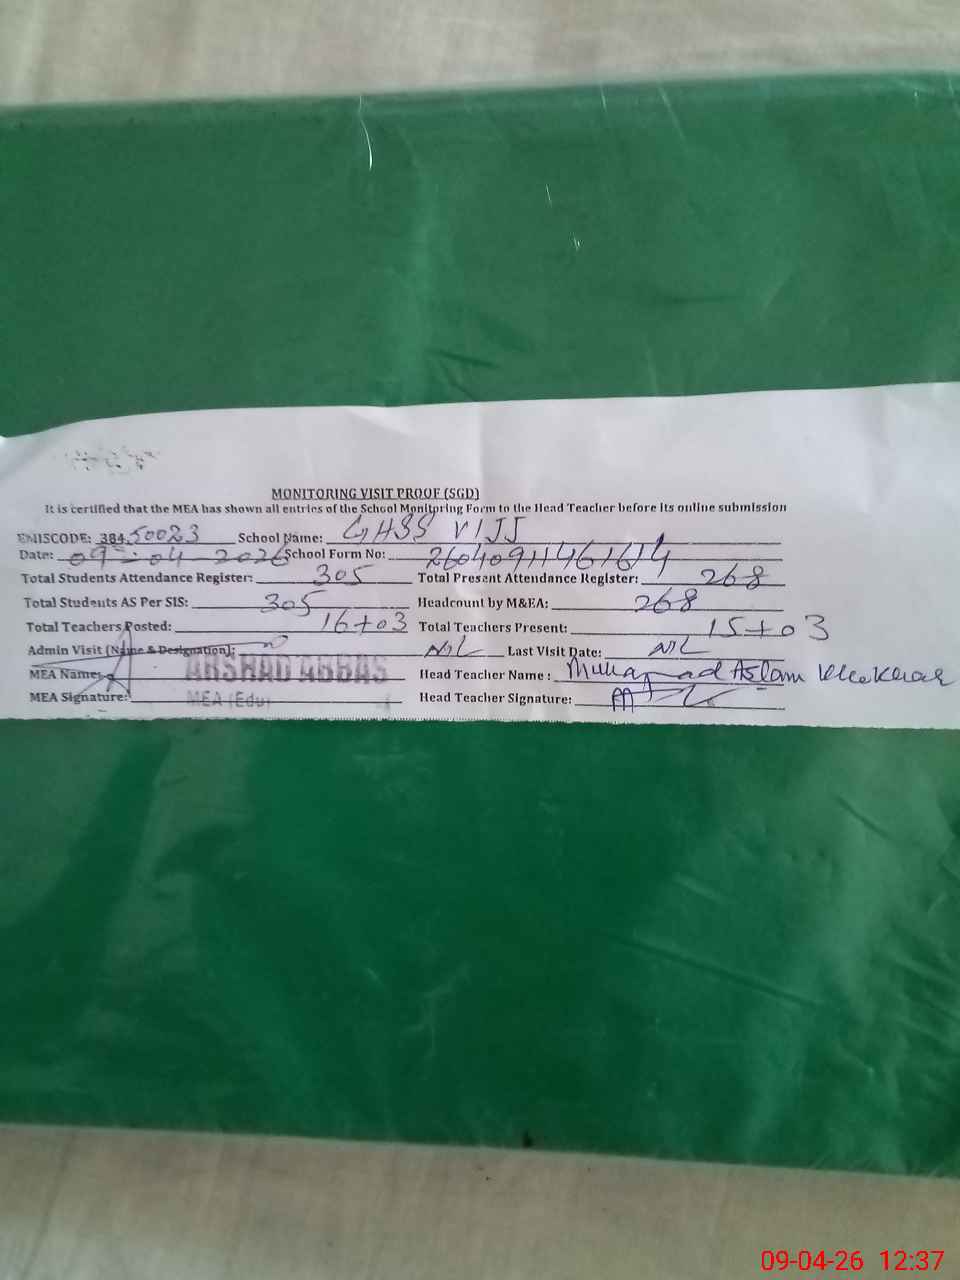 MONITORING VISIT PROOF (SGD)
It is certified that the MEA has shown all entries of the School Monitoring Form to the Head Teacher before its online submission
EMISCODE: 384,50023 School Name: GHSS VIJJ
Date: 09-04-2026 School Form No:
Total Students Attendance Register: 305 Total Present Attendance Register: 268
Total Students AS Per SIS: 305 Headcount by M&EA: 268
Total Teachers Posted: 16+03 Total Teachers Present: 15+03
Admin Visit (Name & Designation): NIL Last Visit Date: NIL
MEA Name: ARSHAD ABBAS Head Teacher Name: Muhammad Aslam Khokhar
MEA Signature: MEA (Edu) Head Teacher Signature:
09-04-26 12:37